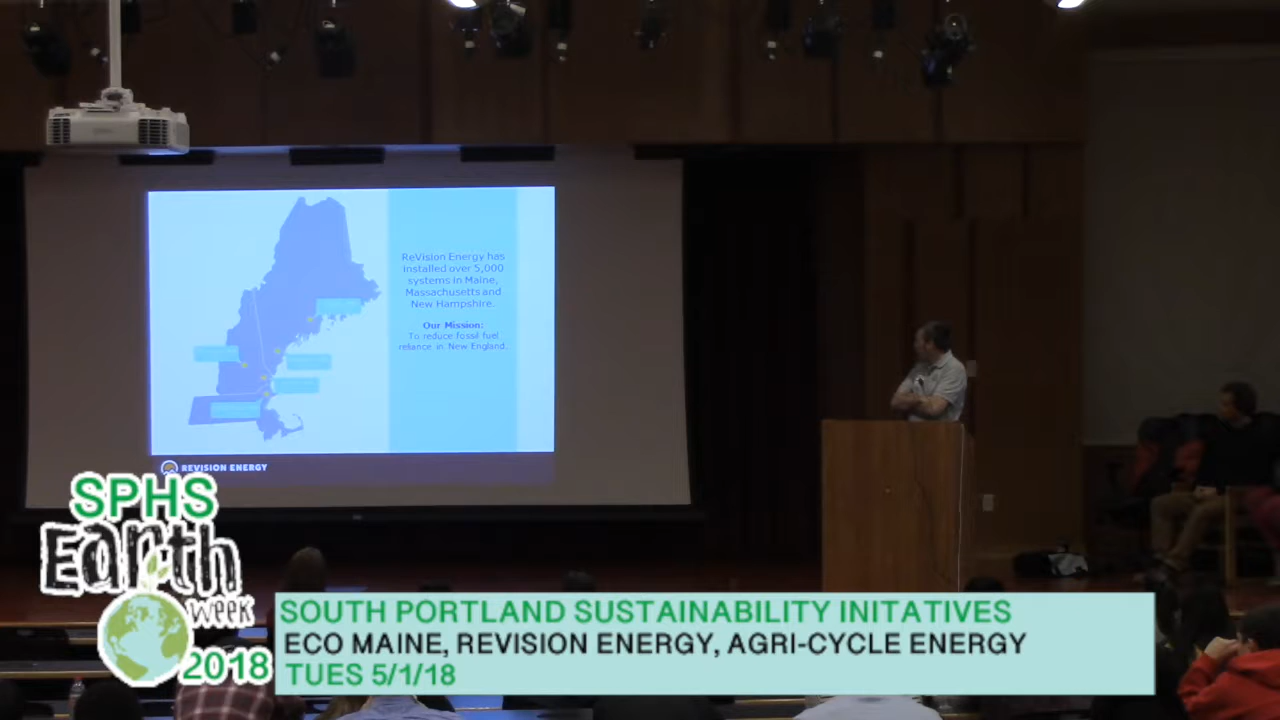 ReVision Energy has
installed over 5,000
systems in Maine,
Massachusetts and
New Hampshire.
Our Mission:
To reduce fossil fuel
reliance in New England.
REVISION ENERGY
SPHS
Earth
Week
2018
SOUTH PORTLAND SUSTAINABILITY INITATIVES
ECO MAINE, REVISION ENERGY, AGRI-CYCLE ENERGY
TUES 5/1/18